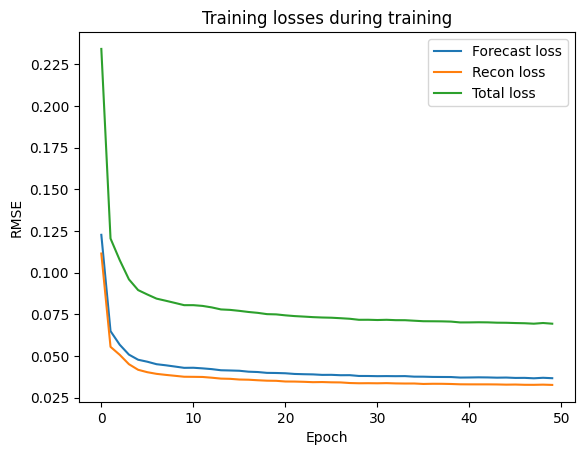 Training losses during training
Forecast loss
Recon loss
Total loss
0.225
0.200
0.175
0.150
0.125
0.100
0.075
0.050
0.025
RMSE
0 10 20 30 40 50
Epoch